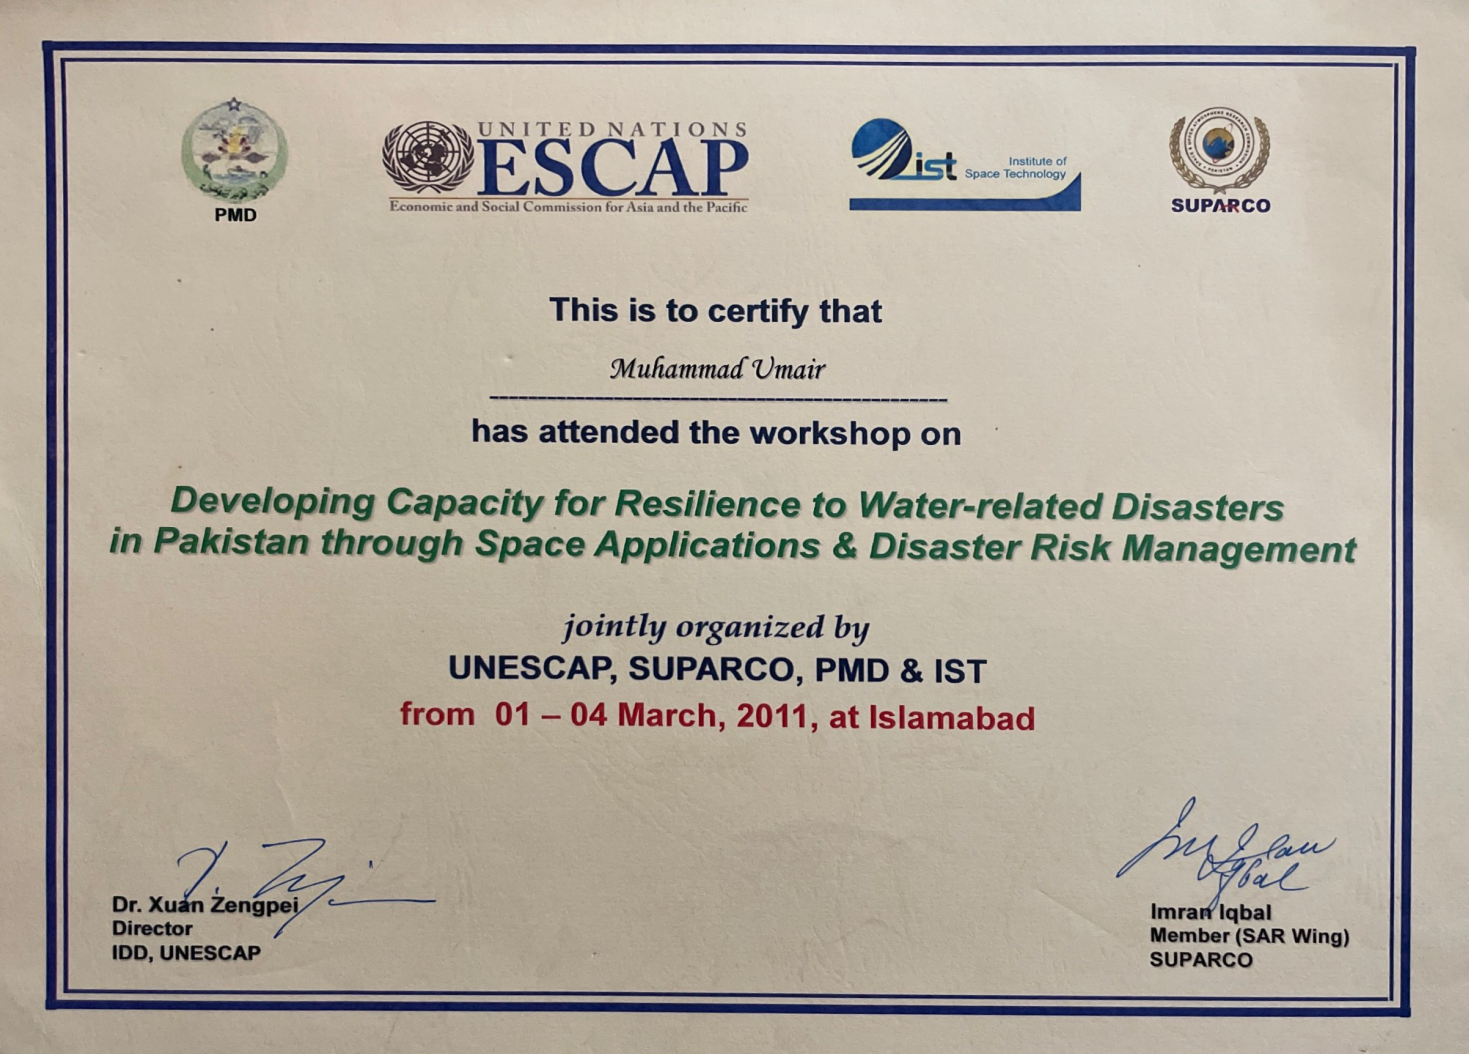 PMD
UNITED NATIONS
ESCAP
Economic and Social Commission for Asia and the Pacific
ist
Institute of
Space Technology
SUPARCO
This is to certify that
Muhammad Umair
has attended the workshop on
Developing Capacity for Resilience to Water-related Disasters
in Pakistan through Space Applications & Disaster Risk Management
jointly organized by
UNESCAP, SUPARCO, PMD & IST
from 01 – 04 March, 2011, at Islamabad
Dr. Xuan Zengpei
Director
IDD, UNESCAP
Imran Iqbal
Member (SAR Wing)
SUPARCO